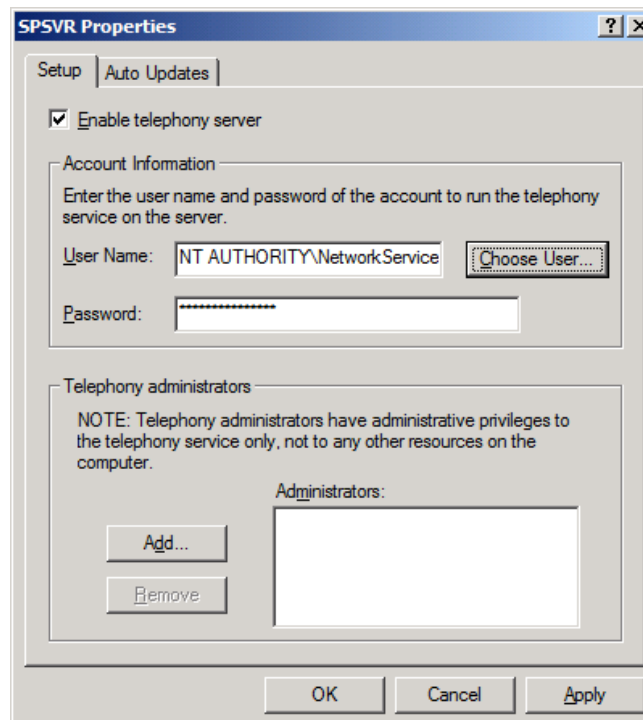 SPSVR Properties
Setup
Auto Updates
Enable telephony server
Account Information
Enter the user name and password of the account to run the telephony
service on the server.
User Name:
NT AUTHORITY\NetworkService
Choose User...
Password:
***************
Telephony administrators
NOTE: Telephony administrators have administrative privileges to
the telephony service only, not to any other resources on the
computer.
Administrators:
Add...
Remove
OK
Cancel
Apply